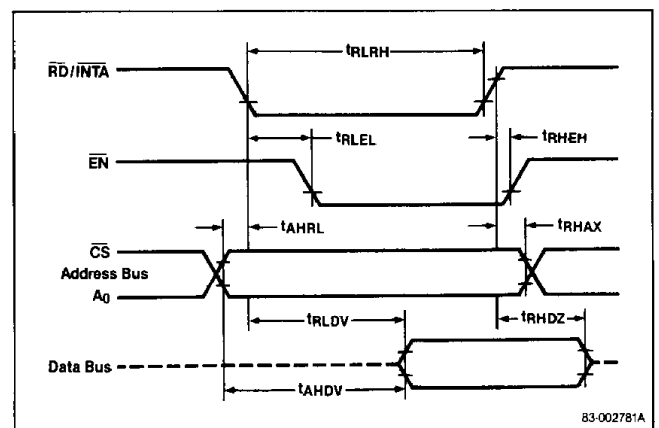 tRLRH
RD/INTA
tRLEL
tRHEH
EN
tAHRL
tRHAX
CS
Address Bus
A0
tRLDV
tRHDZ
Data Bus
tAHDV
83-002781A